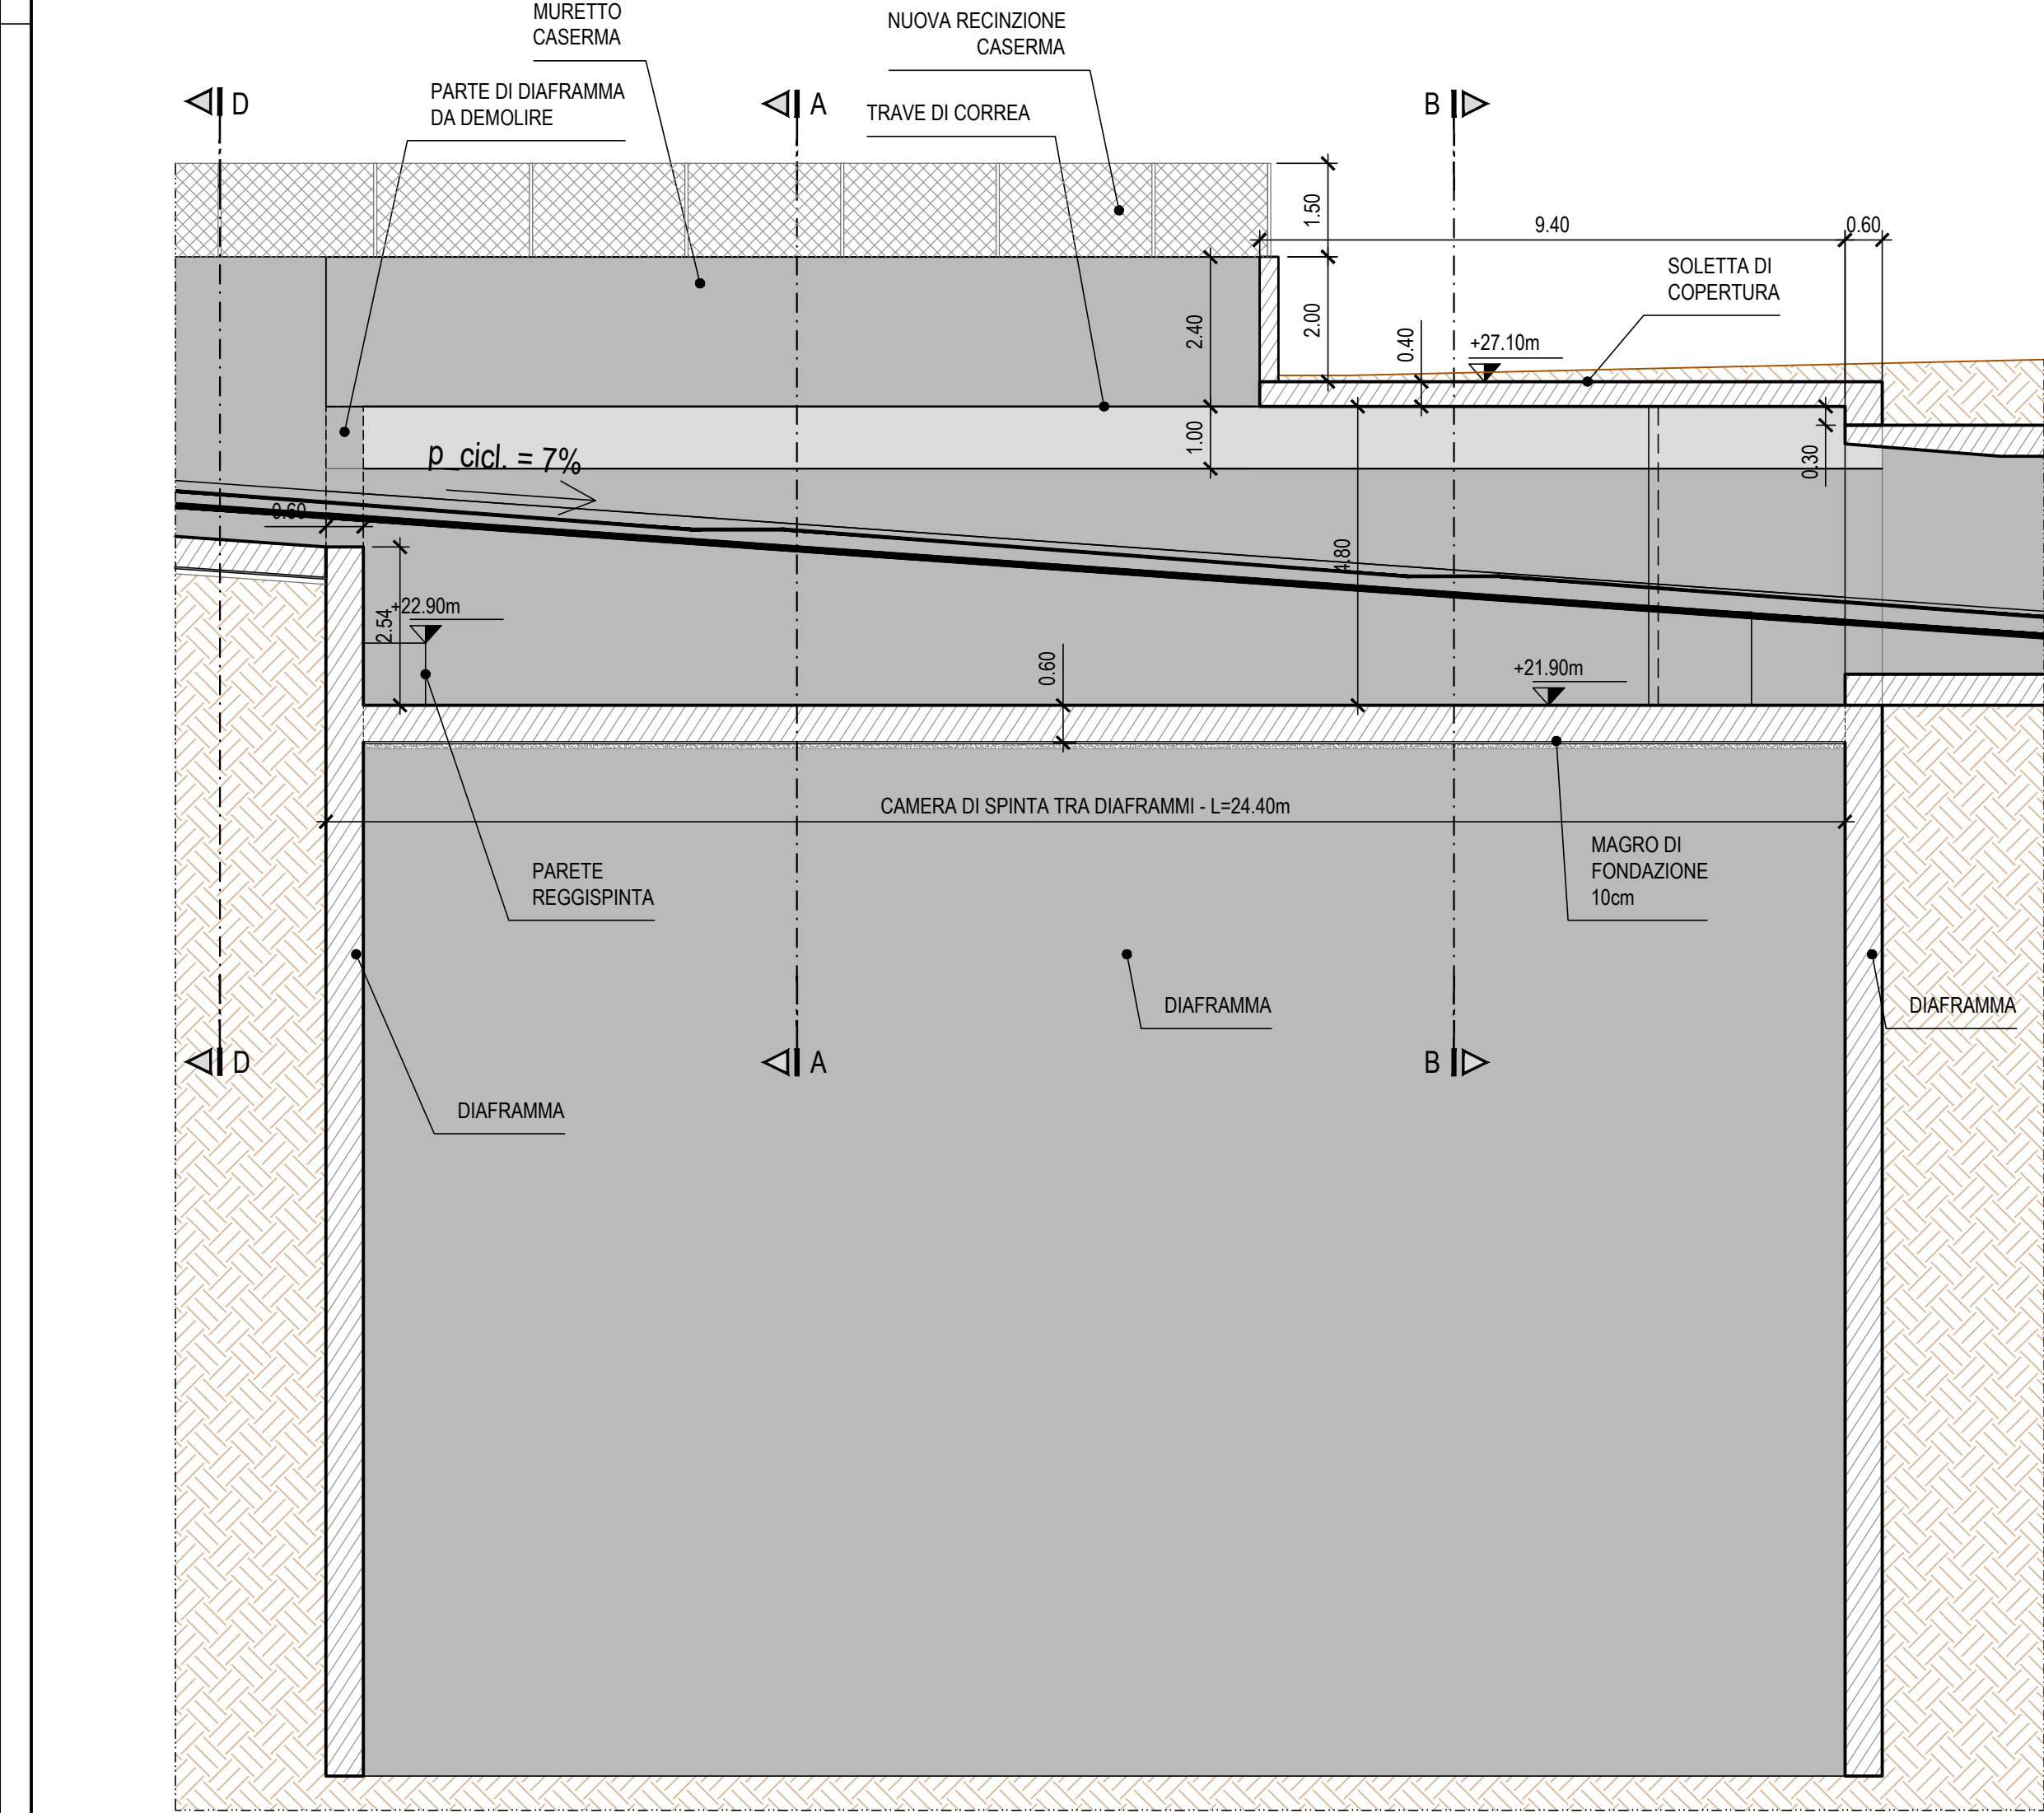 MURETTO
CASERMA
NUOVA RECINZIONE
CASERMA
PARTE DI DIAFRAMMA
DA DEMOLIRE
TRAVE DI CORREA
D
A
B
1.50
9.40
0.60
SOLETTA DI
COPERTURA
2.40
2.00
0.40
+27.10m
p_cicl. = 7%
1.00
0.30
0.60
4.80
2.54
+22.90m
0.60
+21.90m
CAMERA DI SPINTA TRA DIAFRAMMI - L=24.40m
PARETE
REGGISPINTA
MAGRO DI
FONDAZIONE
10cm
DIAFRAMMA
DIAFRAMMA
D
A
B
DIAFRAMMA